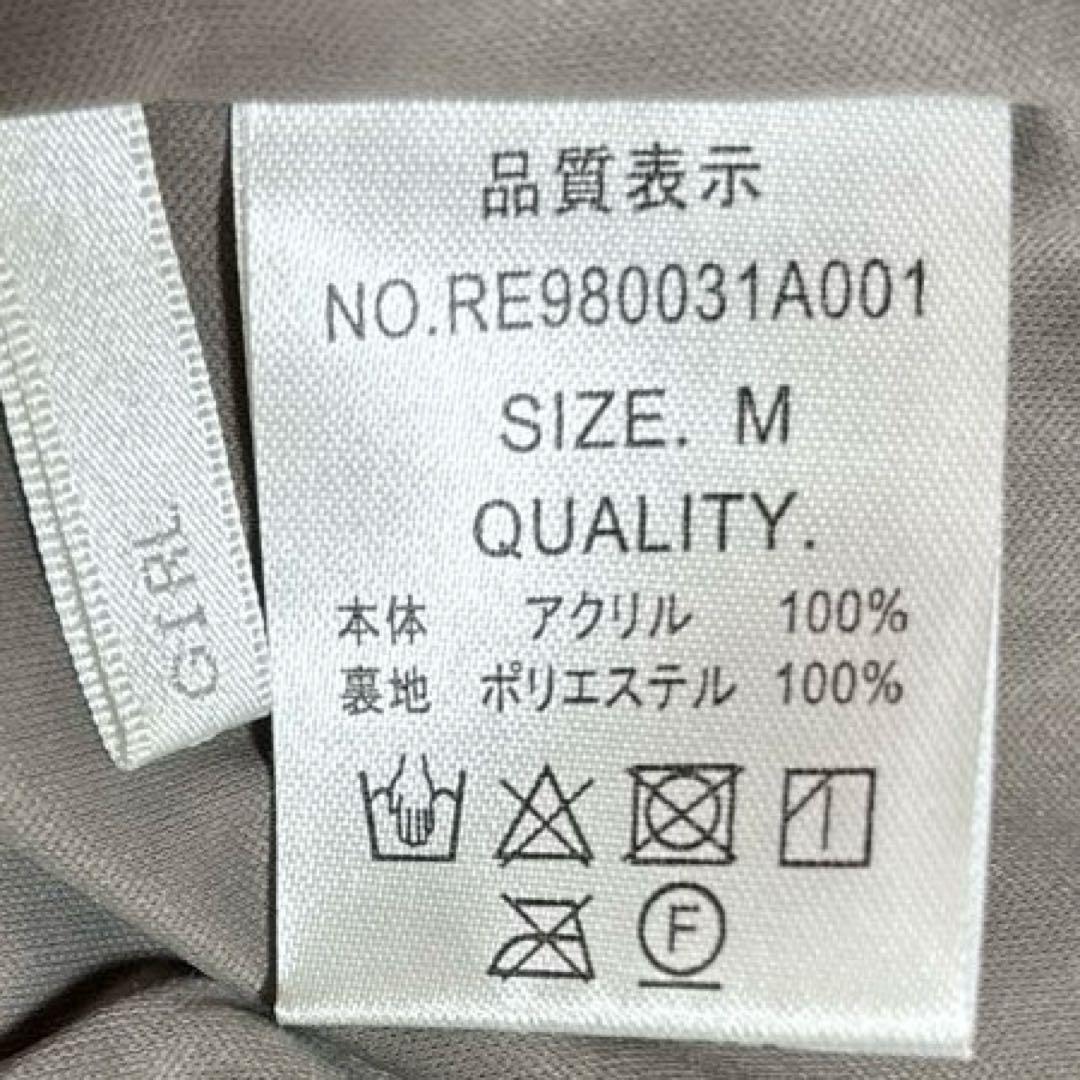 品質表示
NO.RE980031A001
SIZE. M
QUALITY.
本体 アクリル 100%
裏地 ポリエステル 100%
F
GIRL